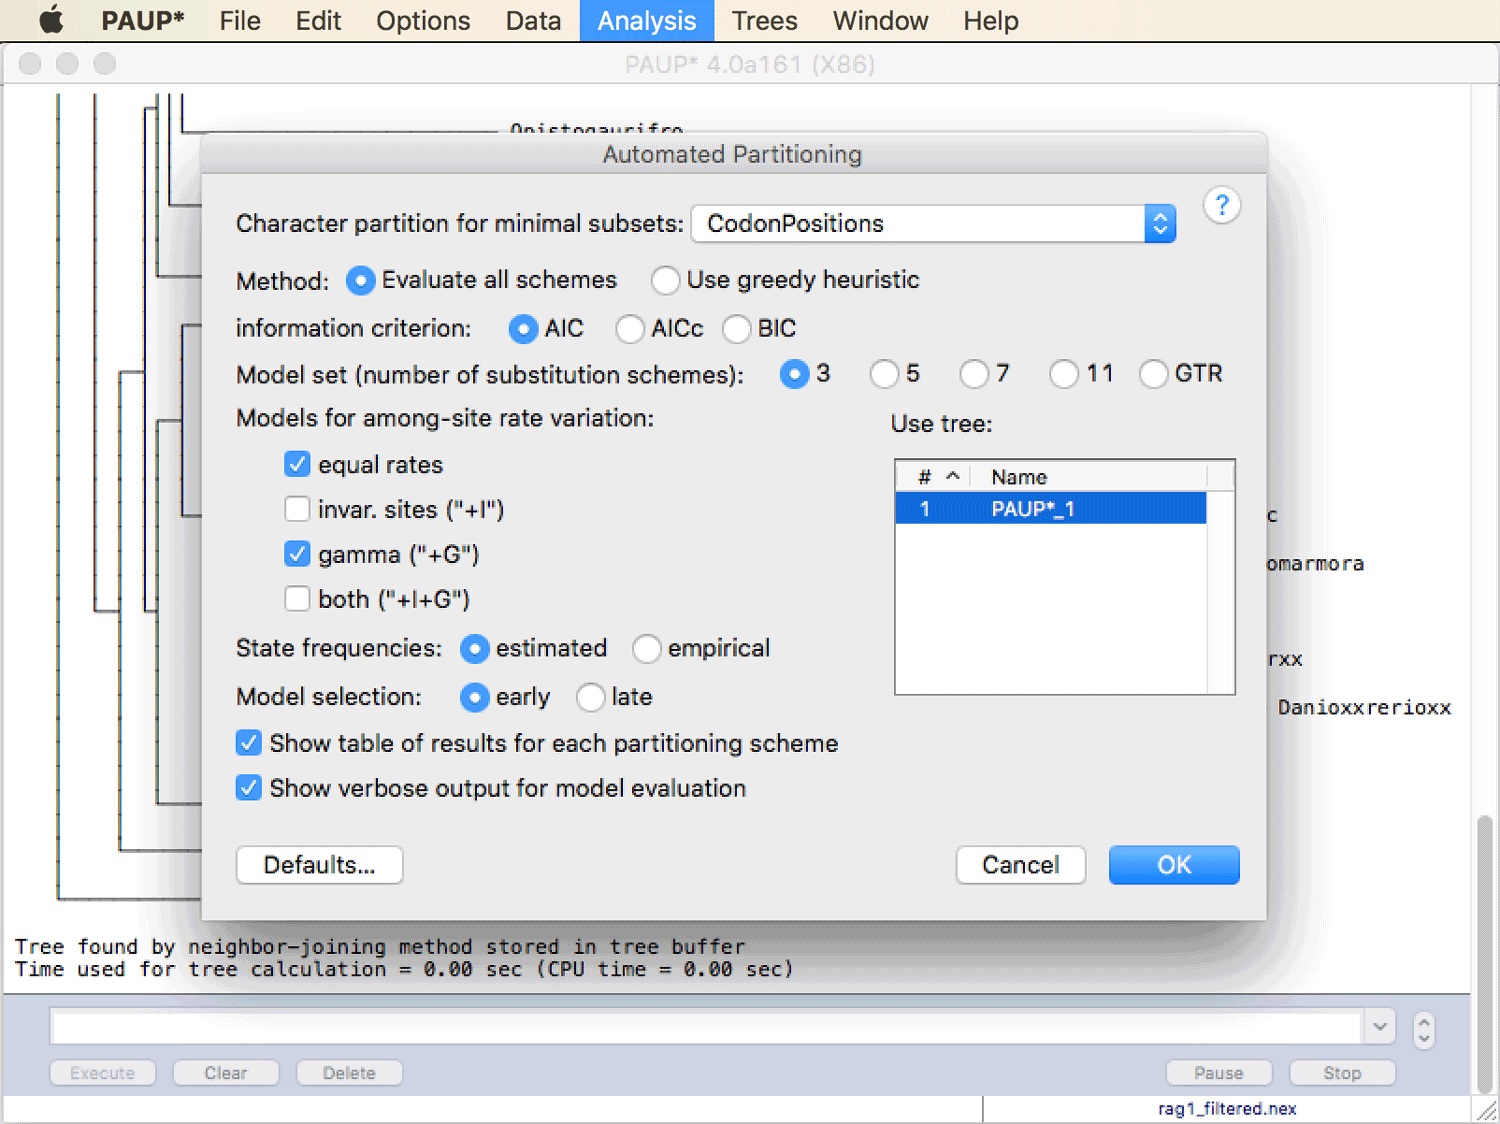 PAUP* File Edit Options Data Analysis Trees Window Help
PAUP* 4.0a161 (X86)
Opistogaurifro
Automated Partitioning
Character partition for minimal subsets: CodonPositions ?
Method: Evaluate all schemes Use greedy heuristic
information criterion: AIC AICc BIC
Model set (number of substitution schemes): 3 5 7 11 GTR
Models for among-site rate variation:
Use tree:
equal rates
# Name
1 PAUP*_1
invar. sites ("+I")
c
gamma ("+G")
omarmora
both ("+I+G")
State frequencies: estimated empirical
rxx
Model selection: early late
Danioxxrerioxx
Show table of results for each partitioning scheme
Show verbose output for model evaluation
Defaults... Cancel OK
Tree found by neighbor-joining method stored in tree buffer
Time used for tree calculation = 0.00 sec (CPU time = 0.00 sec)
Execute Clear Delete Pause Stop
rag1_filtered.nex